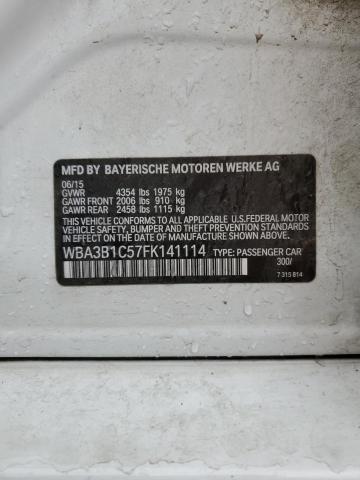 MFD BY BAYERISCHE MOTOREN WERKE AG
06/15
GVWR 4354 lbs 1975 kg
GAWR FRONT 2006 lbs 910 kg
GAWR REAR 2458 lbs 1115 kg
THIS VEHICLE CONFORMS TO ALL APPLICABLE U.S.FEDERAL MOTOR
VEHICLE SAFETY, BUMPER AND THEFT PREVENTION STANDARDS
IN EFFECT ON THE DATE OF MANUFACTURE SHOWN ABOVE.
WBA3B1C57FK141114 TYPE: PASSENGER CAR
300/
7 315 814